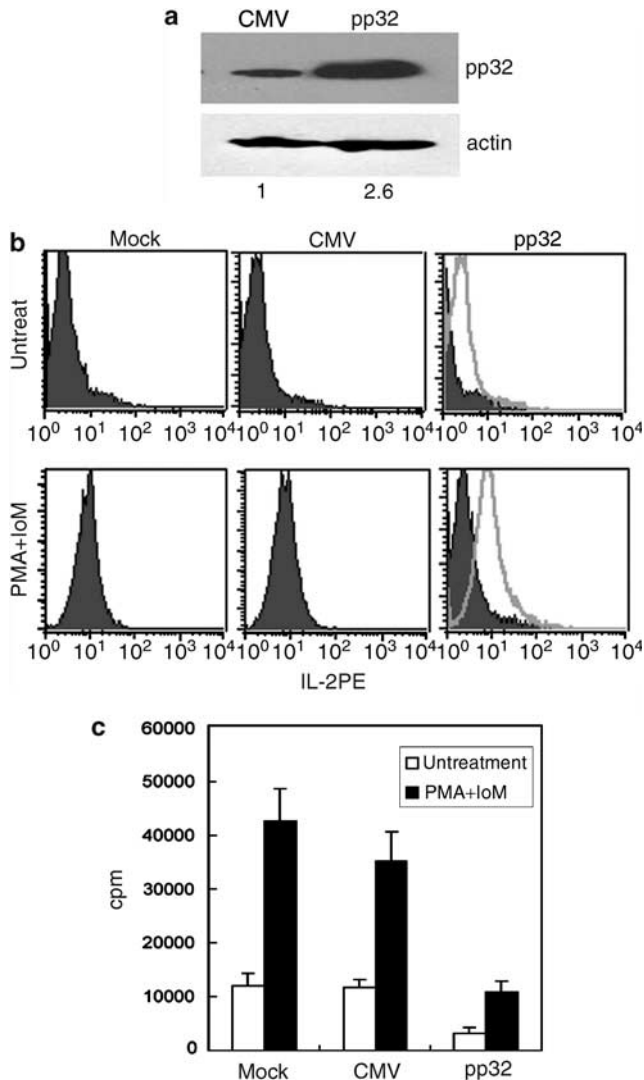 a
CMV pp32
pp32
actin
1 2.6
b
Mock CMV pp32
Untreat
10⁰ 10¹ 10² 10³ 10⁴ 10⁰ 10¹ 10² 10³ 10⁴ 10⁰ 10¹ 10² 10³ 10⁴
PMA+IoM
10⁰ 10¹ 10² 10³ 10⁴ 10⁰ 10¹ 10² 10³ 10⁴ 10⁰ 10¹ 10² 10³ 10⁴
IL-2PE
c
60000
50000
40000
30000
20000
10000
0
cpm
Untreatment
PMA+IoM
Mock CMV pp32